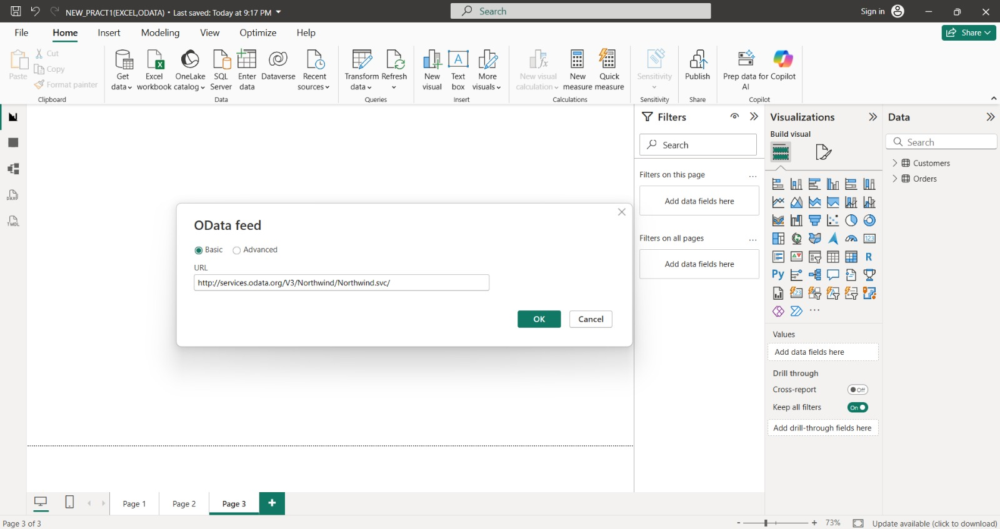 NEW_PRACT1(EXCEL,ODATA) • Last saved: Today at 9:17 PM
Search
Sign in
File
Home
Insert
Modeling
View
Optimize
Help
Share
Paste
Cut
Copy
Format painter
Clipboard
Get data
Excel workbook
OneLake catalog
SQL Server
Enter data
Dataverse
Recent sources
Data
Transform data
Refresh
Queries
New visual
Text box
More visuals
Insert
New visual calculation
New measure
Quick measure
Calculations
Sensitivity
Sensitivity
Publish
Share
Prep data for AI
Copilot
Copilot
DAX
TMDL
OData feed
Basic
Advanced
URL
http://services.odata.org/V3/Northwind/Northwind.svc/
OK
Cancel
Filters
Search
Filters on this page
...
Add data fields here
Filters on all pages
...
Add data fields here
Visualizations
Build visual
123
R
Py
123
...
Values
Add data fields here
Drill through
Cross-report
Off
Keep all filters
On
Add drill-through fields here
Data
Search
Customers
Orders
Page 1
Page 2
Page 3
+
Page 3 of 3
-
+
73%
Update available (click to download)